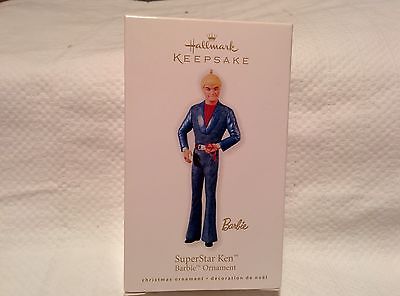 Hallmark
KEEPSAKE
Barbie
SuperStar Ken™
Barbie™ Ornament
christmas ornament • décoration de noël